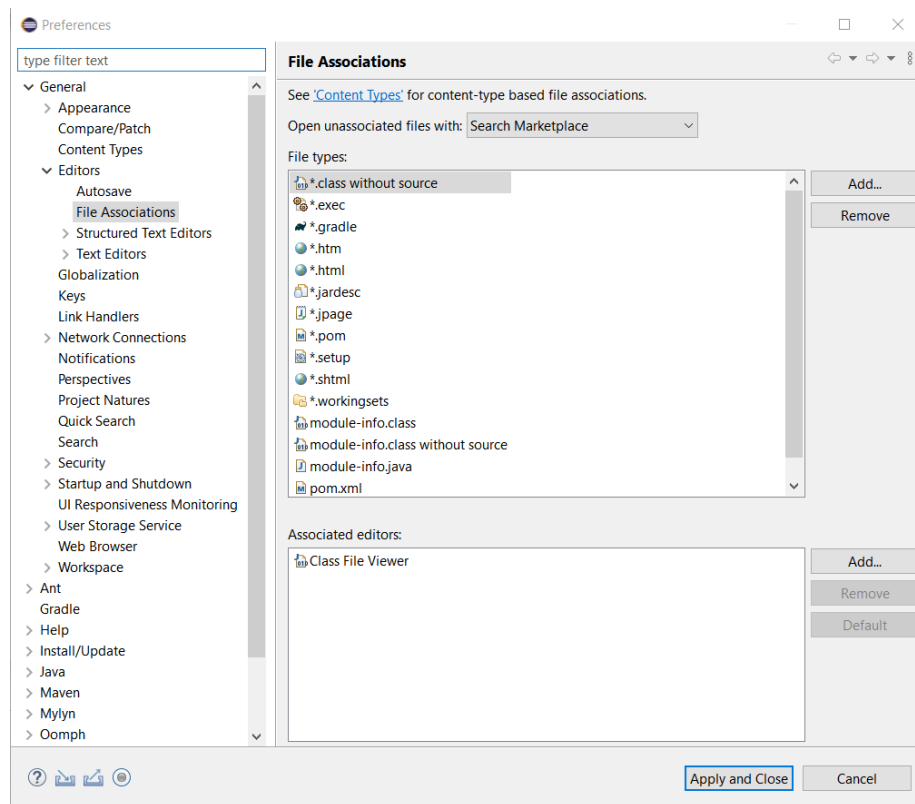 Preferences
type filter text
General
Appearance
Compare/Patch
Content Types
Editors
Autosave
File Associations
Structured Text Editors
Text Editors
Globalization
Keys
Link Handlers
Network Connections
Notifications
Perspectives
Project Natures
Quick Search
Search
Security
Startup and Shutdown
UI Responsiveness Monitoring
User Storage Service
Web Browser
Workspace
Ant
Gradle
Help
Install/Update
Java
Maven
Mylyn
Oomph
File Associations
See 'Content Types' for content-type based file associations.
Open unassociated files with: Search Marketplace
File types:
*.class without source
*.exec
*.gradle
*.htm
*.html
*.jardesc
*.jpage
*.pom
*.setup
*.shtml
*.workingsets
module-info.class
module-info.class without source
module-info.java
pom.xml
Add...
Remove
Associated editors:
Class File Viewer
Add...
Remove
Default
Apply and Close
Cancel